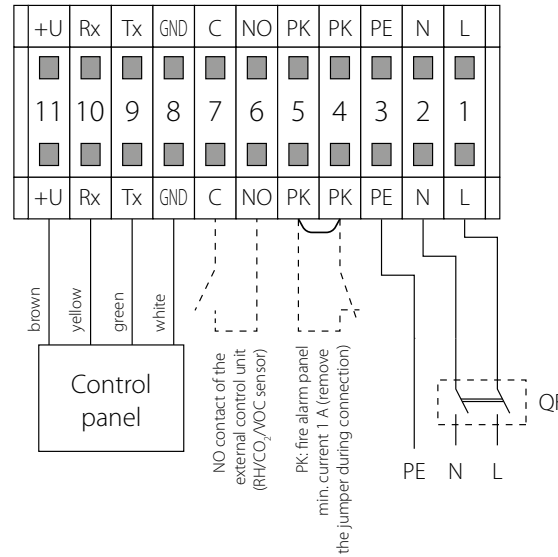 +U Rx Tx GND C NO PK PK PE N L
11 10 9 8 7 6 5 4 3 2 1
+U Rx Tx GND C NO PK PK PE N L
brown
yellow
green
white
Control
panel
NO contact of the
external control unit
(RH/CO2/VOC sensor)
PK: fire alarm panel
min. current 1 A (remove
the jumper during connection)
PE N L